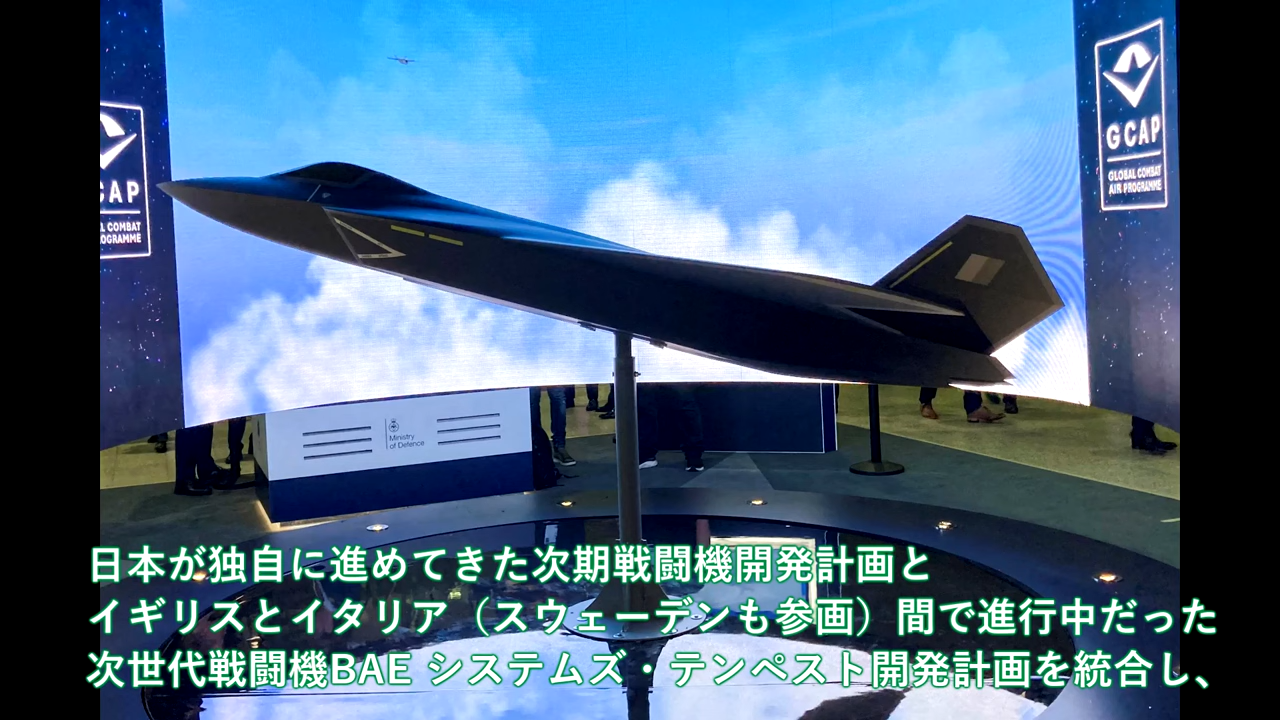 GCAP
GLOBAL COMBAT
AIR PROGRAMME
CAP
L COMBAT
OGRAMME
Ministry
of Defence
日本が独自に進めてきた次期戦闘機開発計画と
イギリスとイタリア（スウェーデンも参画）間で進行中だった
次世代戦闘機BAE システムズ・テンペスト開発計画を統合し、